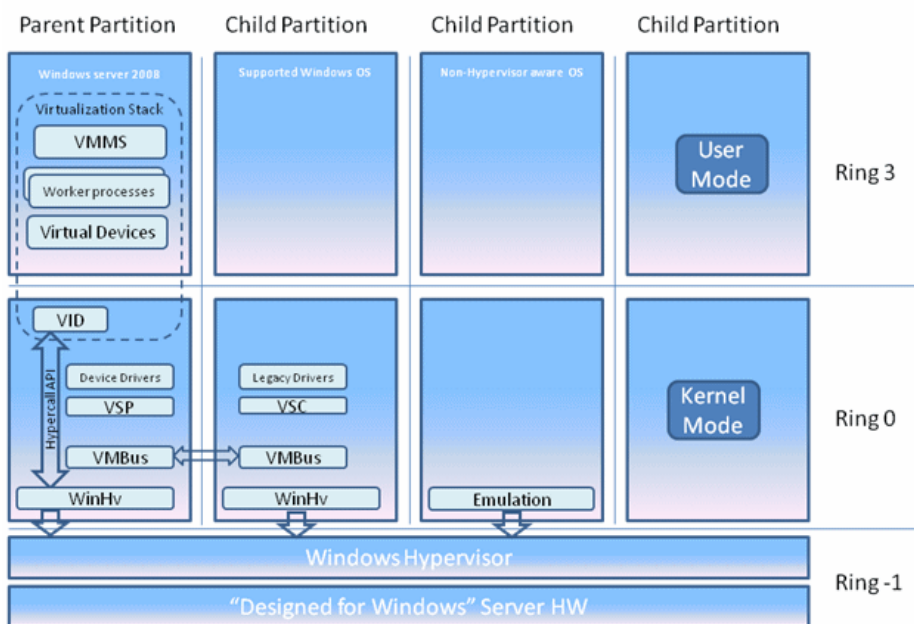 Parent Partition
Child Partition
Child Partition
Child Partition
Windows server 2008
Supported Windows OS
Non-Hypervisor aware OS
Virtualization Stack
VMMS
Worker processes
Virtual Devices
User
Mode
Ring 3
VID
Hypercall API
Device Drivers
VSP
VMBus
WinHv
Legacy Drivers
VSC
VMBus
WinHv
Emulation
Kernel
Mode
Ring 0
Windows Hypervisor
“Designed for Windows” Server HW
Ring -1